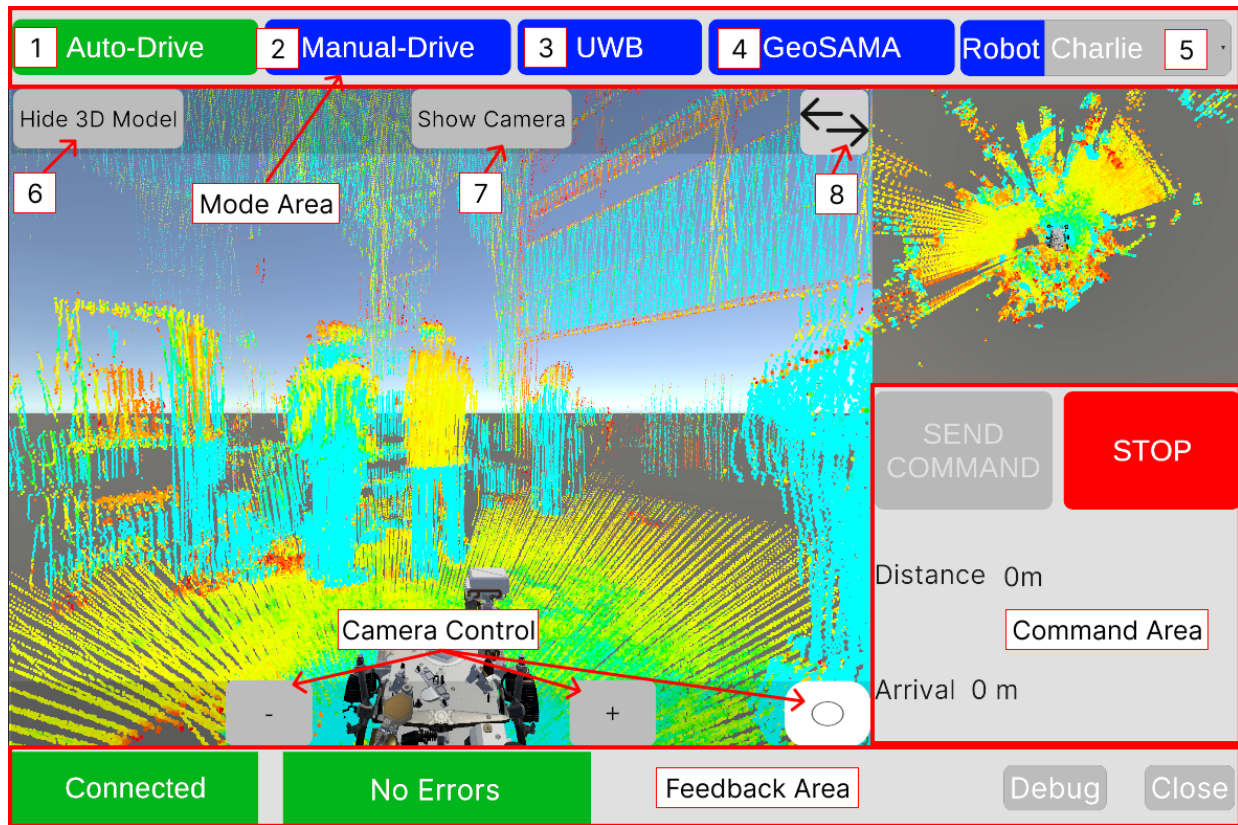 1 Auto-Drive
2 Manual-Drive
3 UWB
4 GeoSAMA
Robot Charlie 5
Hide 3D Model
Show Camera
6
Mode Area
7
8
SEND
COMMAND
STOP
Distance 0m
Command Area
Arrival 0 m
Camera Control
-
+
Connected
No Errors
Feedback Area
Debug
Close